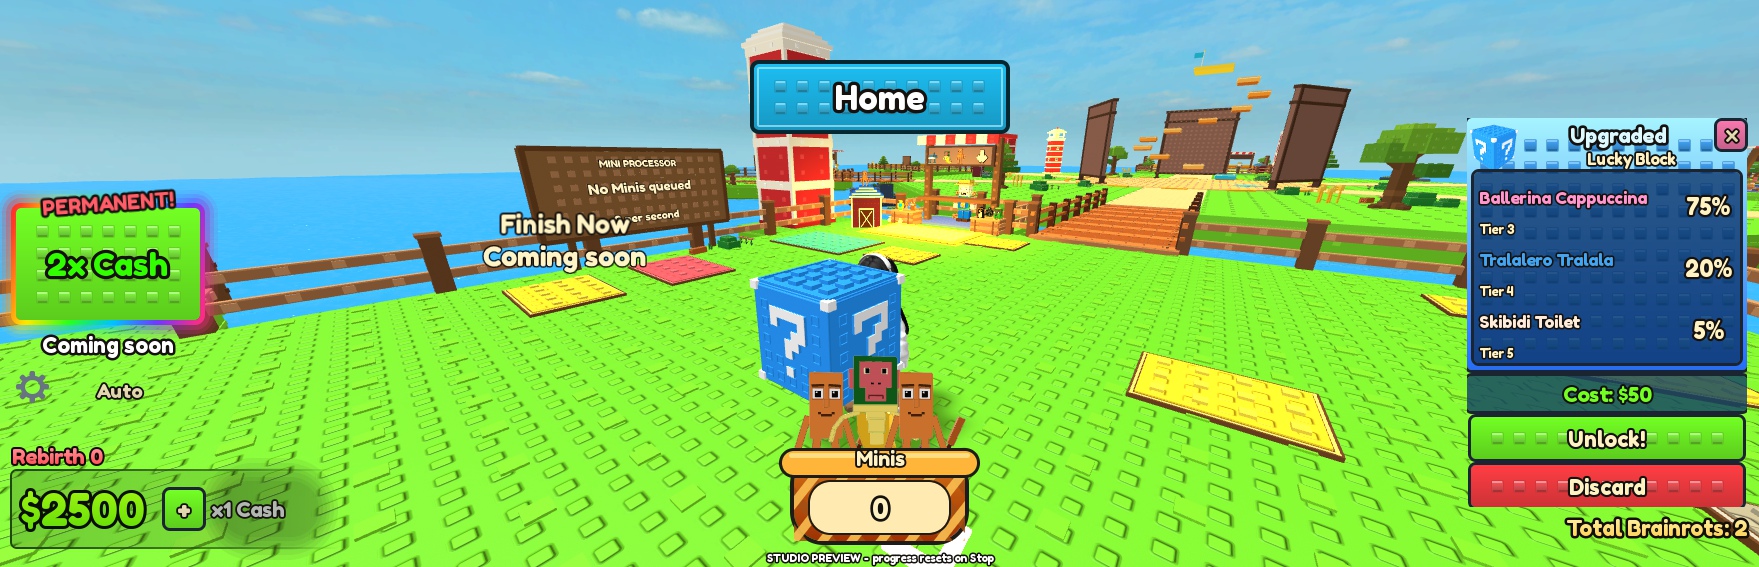 Home
MINI PROCESSOR
No Minis queued
per second
Finish Now
Coming soon
PERMANENT!
2x Cash
Coming soon
Auto
Rebirth 0
$2500
+
x1 Cash
?
?
Minis
0
STUDIO PREVIEW - progress resets on Stop
Upgraded
Lucky Block
Ballerina Cappuccina
75%
Tier 3
Tralalero Tralala
20%
Tier 4
Skibidi Toilet
5%
Tier 5
Cost: $50
Unlock!
Discard
Total Brainrots: 2